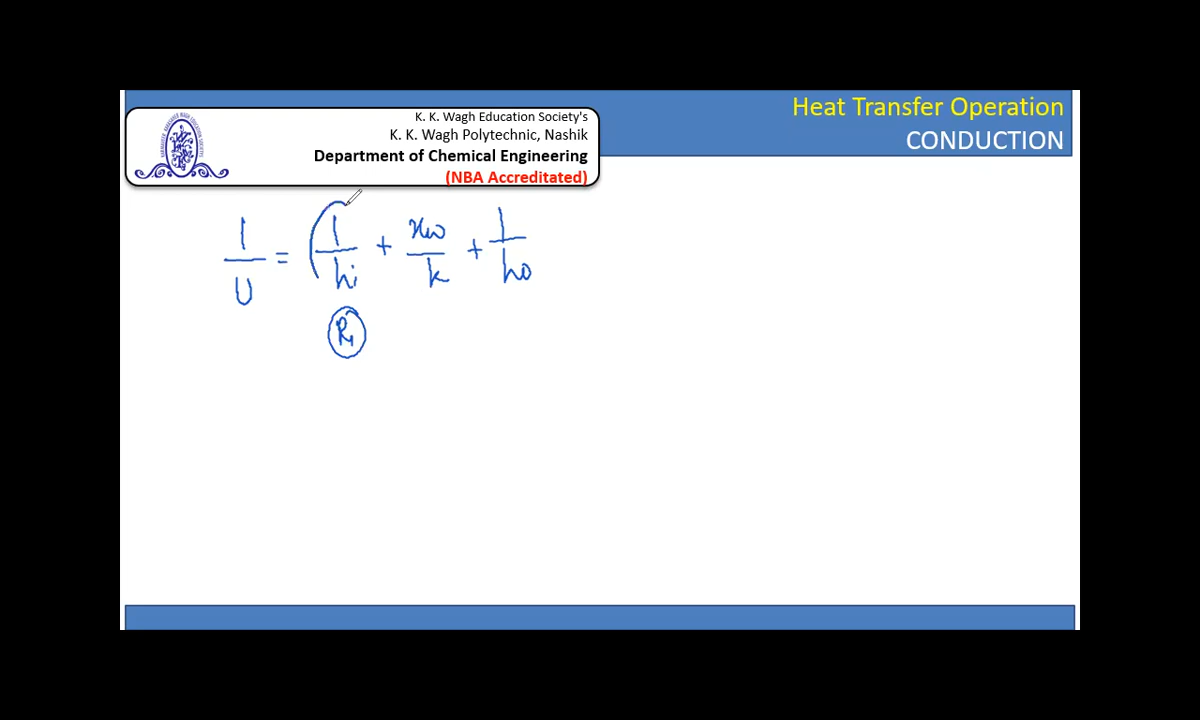 Heat Transfer Operation
CONDUCTION
K. K. Wagh Education Society's
K. K. Wagh Polytechnic, Nashik
Department of Chemical Engineering
(NBA Accreditated)
1/U = (1/hi + xw/k + 1/ho
R1